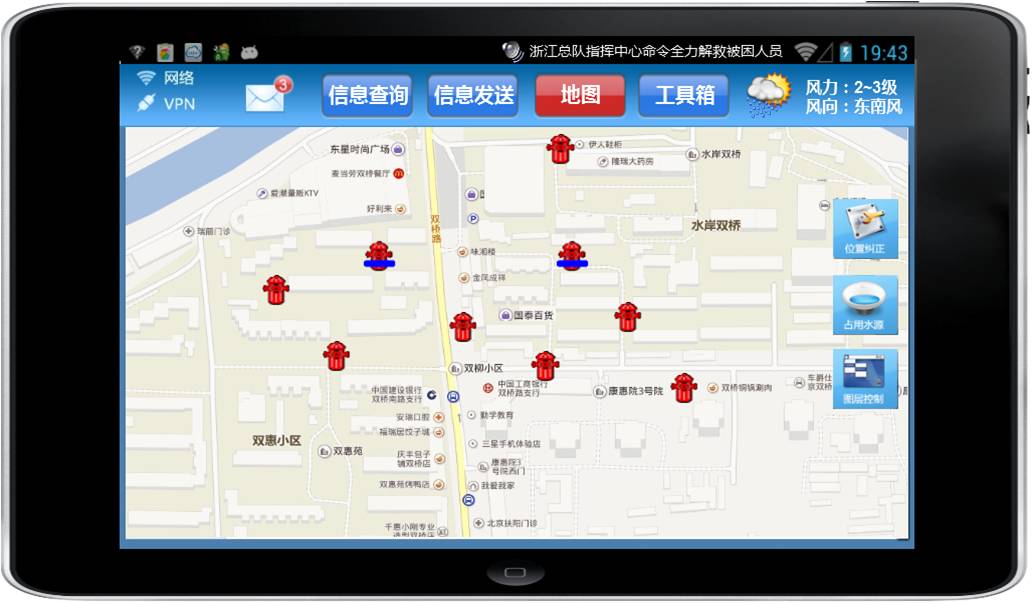 浙江总队指挥中心命令全力解救被困人员
19:43
网络
VPN
3
信息查询
信息发送
地图
工具箱
风力：2~3级
风向：东南风
东星时尚广场
伊人鞋柜
隆瑞大药房
水岸双桥
麦当劳双桥餐厅
爱潮量贩KTV
好利来
国
P
双桥路
水岸双桥
瑞丽门诊
位置纠正
味湘楼
金凤成祥
国泰百货
占用水源
双柳小区
中国工商银行
双桥路支行
康惠院3号院
双桥铜锅涮肉
车爵仕
京双桥
图层控制
中国建设银行
双桥南路支行
安瑞口腔
勤学教育
福瑞居饺子城
双惠小区
双惠苑
三星手机体验店
庆丰包子
铺双桥店
康惠院3
号院西门
双惠苑烤鸭店
我爱我家
北京扶阳门诊
千惠小刚专业
造型双桥店